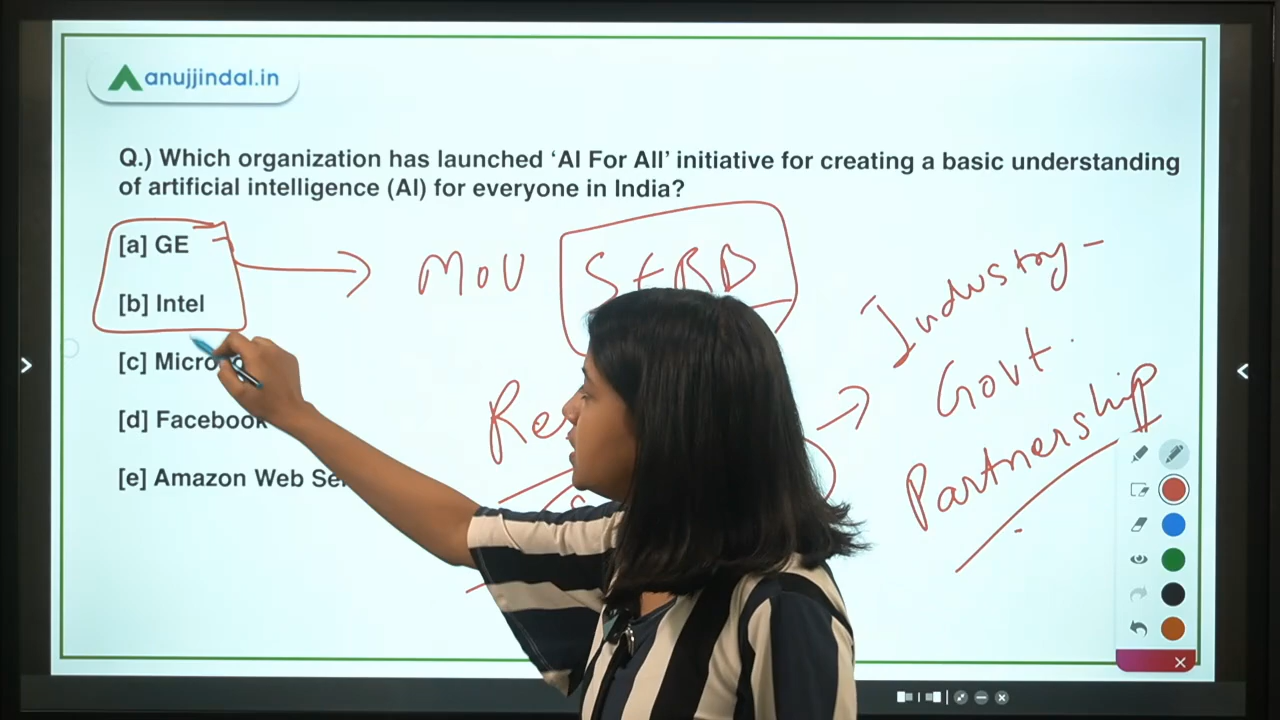 anujjindal.in
Q.) Which organization has launched ‘AI For All’ initiative for creating a basic understanding
of artificial intelligence (AI) for everyone in India?
[a] GE
[b] Intel
[c]
[d] Facebook
[e] Amazon Web
MOU SERB
Industry-
Govt.
Partnership